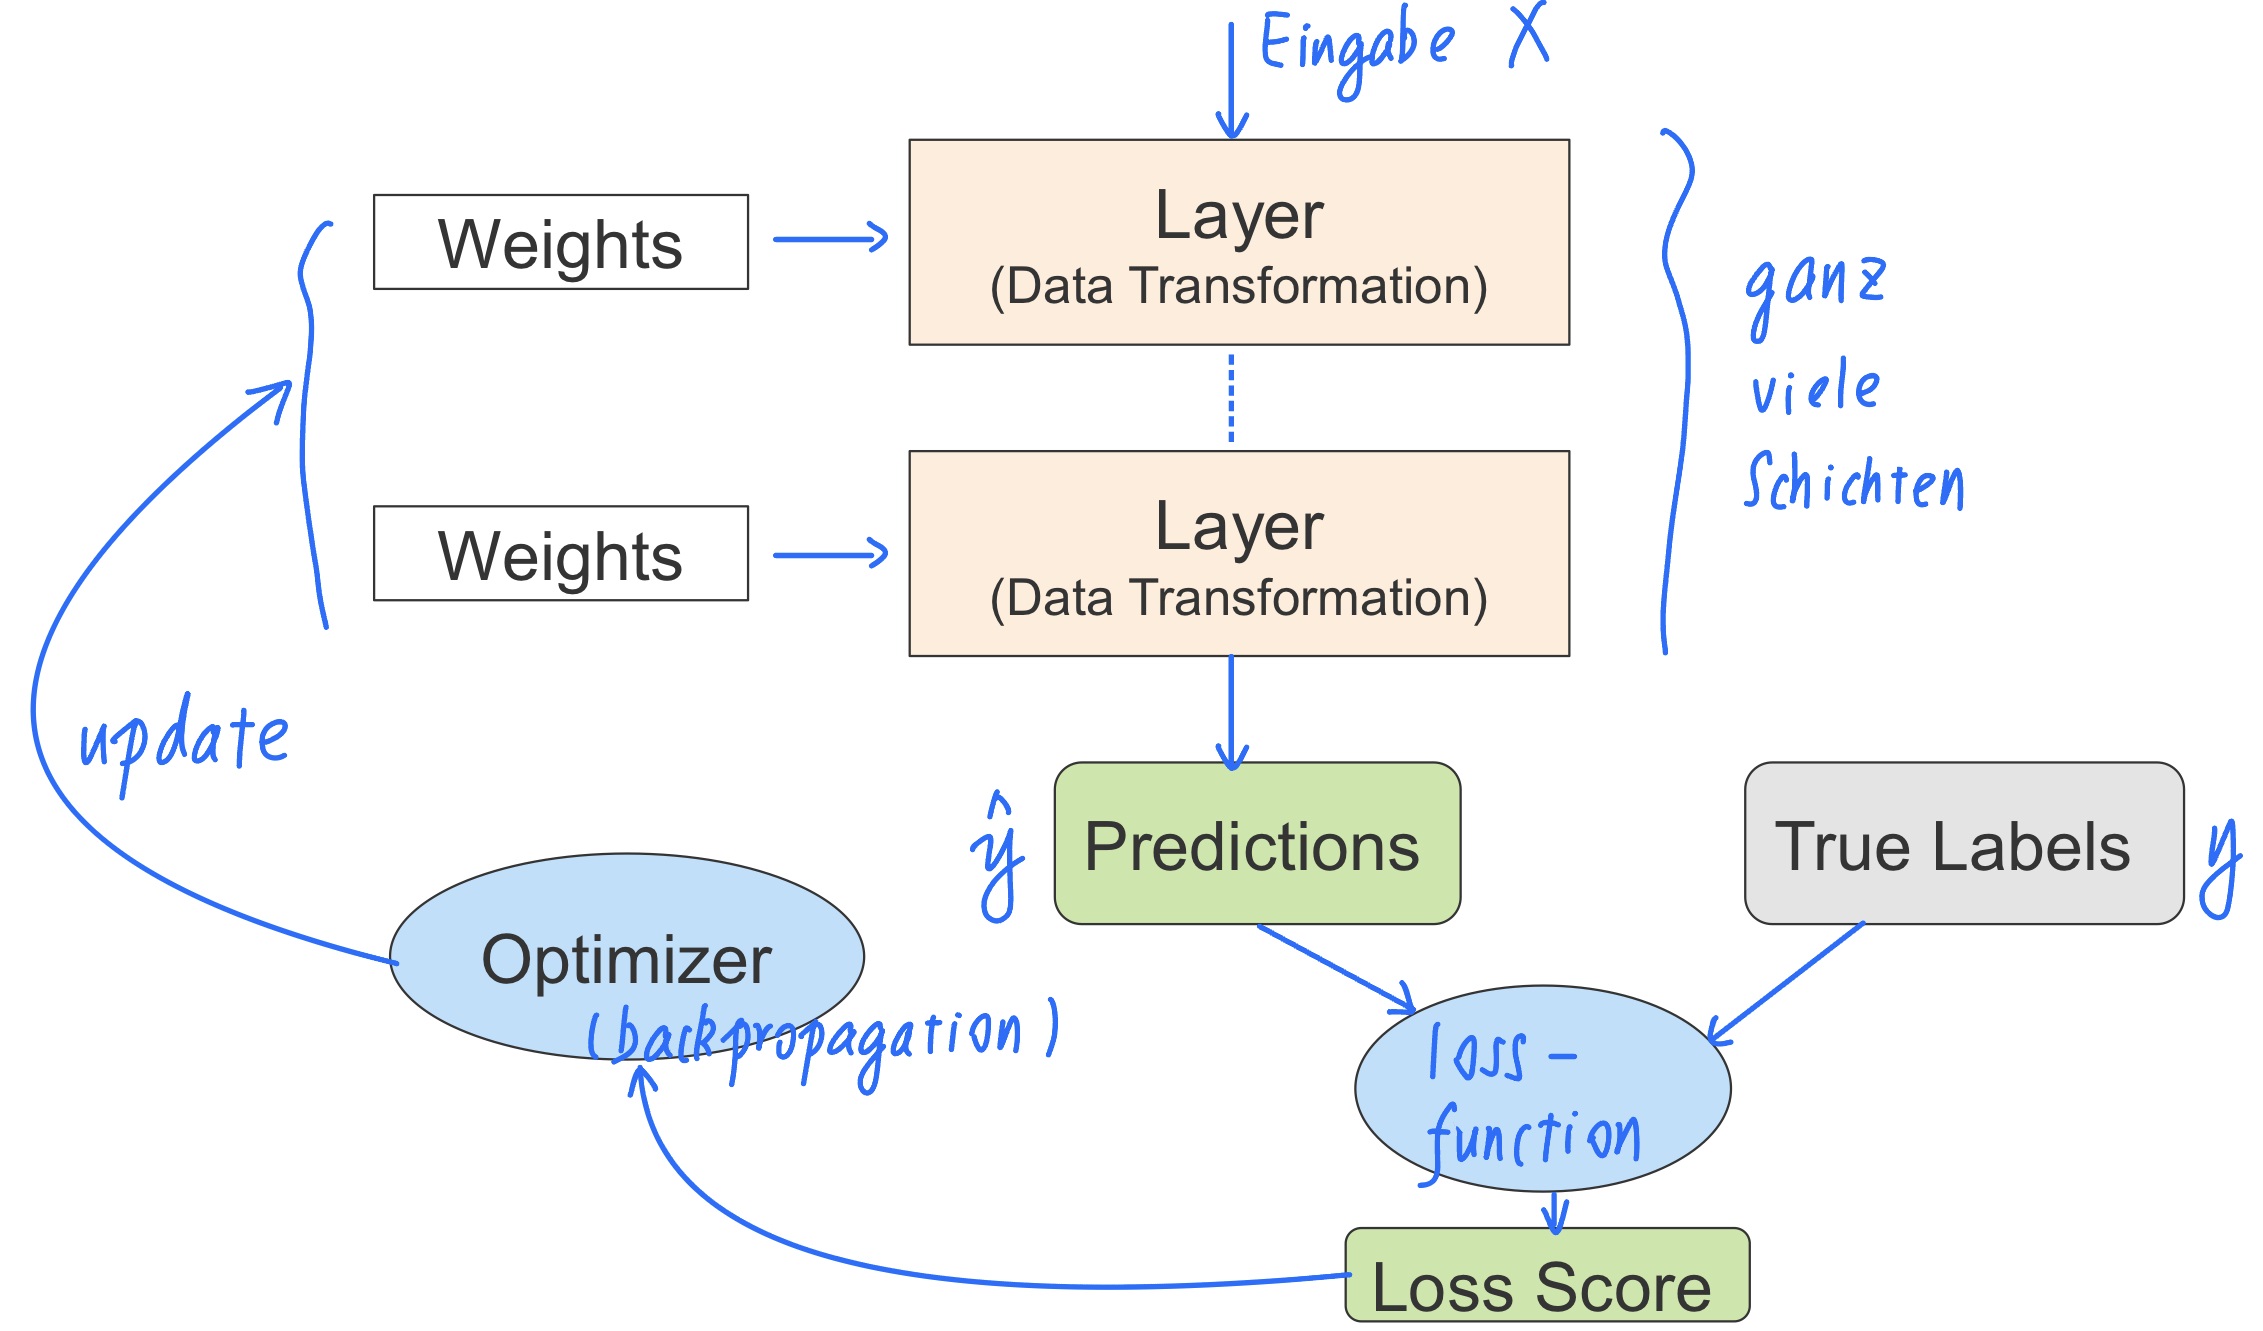 Eingabe X
Weights
Layer
(Data Transformation)
ganz
viele
Schichten
Weights
Layer
(Data Transformation)
update
ŷ
Predictions
True Labels
y
Optimizer
(backpropagation)
loss-
function
Loss Score